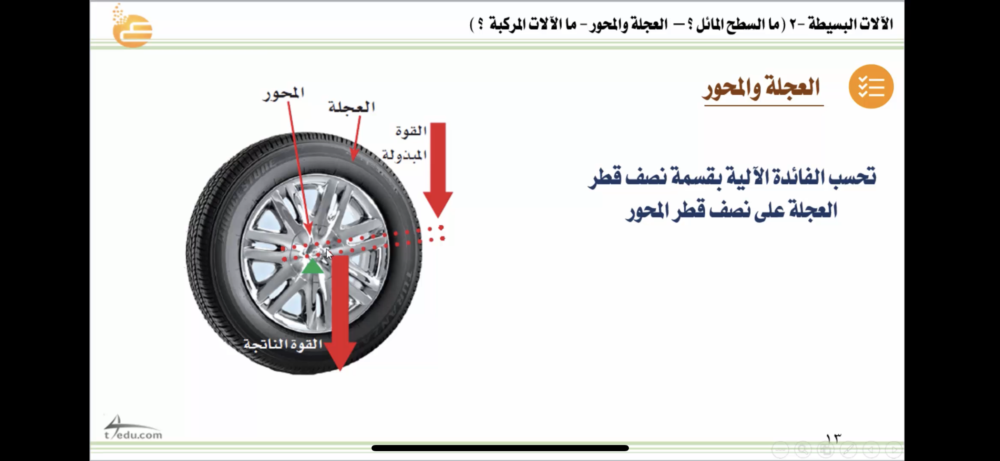 الآلات البسيطة -٢ (ما السطح المائل ؟ – العجلة والمحور - ما الآلات المركبة ؟ )
العجلة والمحور
المحور
العجلة
القوة
المبذولة
تحسب الفائدة الآلية بقسمة نصف قطر
العجلة على نصف قطر المحور
TURANZA
القوة الناتجة
t4edu.com
١٣